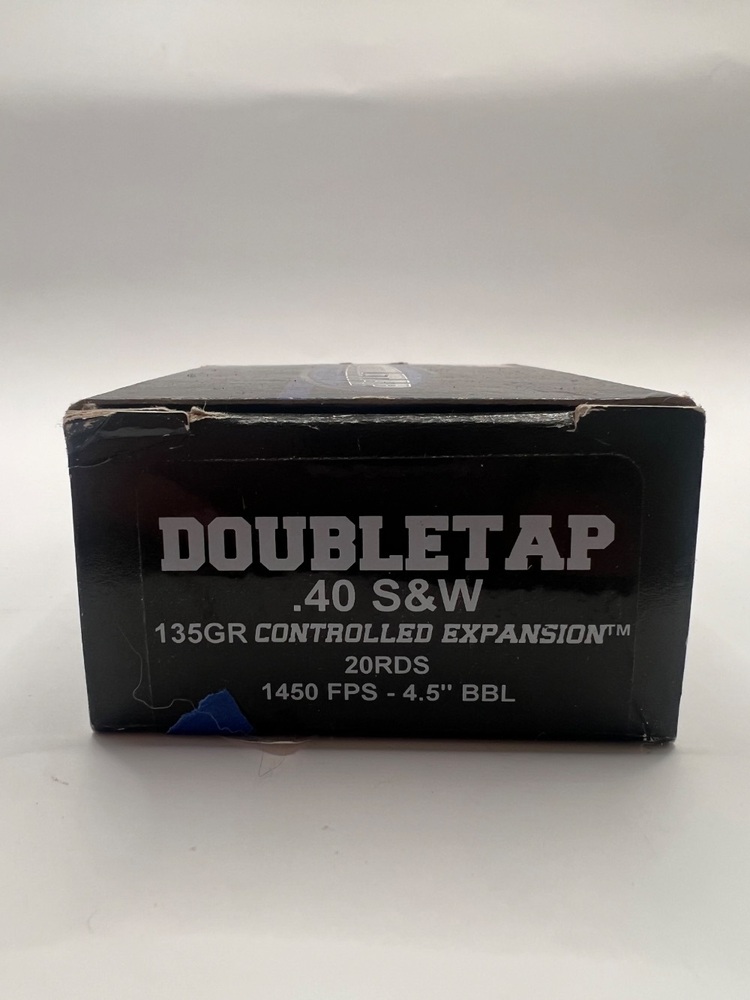 DOUBLETAP
.40 S&W
135GR CONTROLLED EXPANSION™
20RDS
1450 FPS - 4.5" BBL